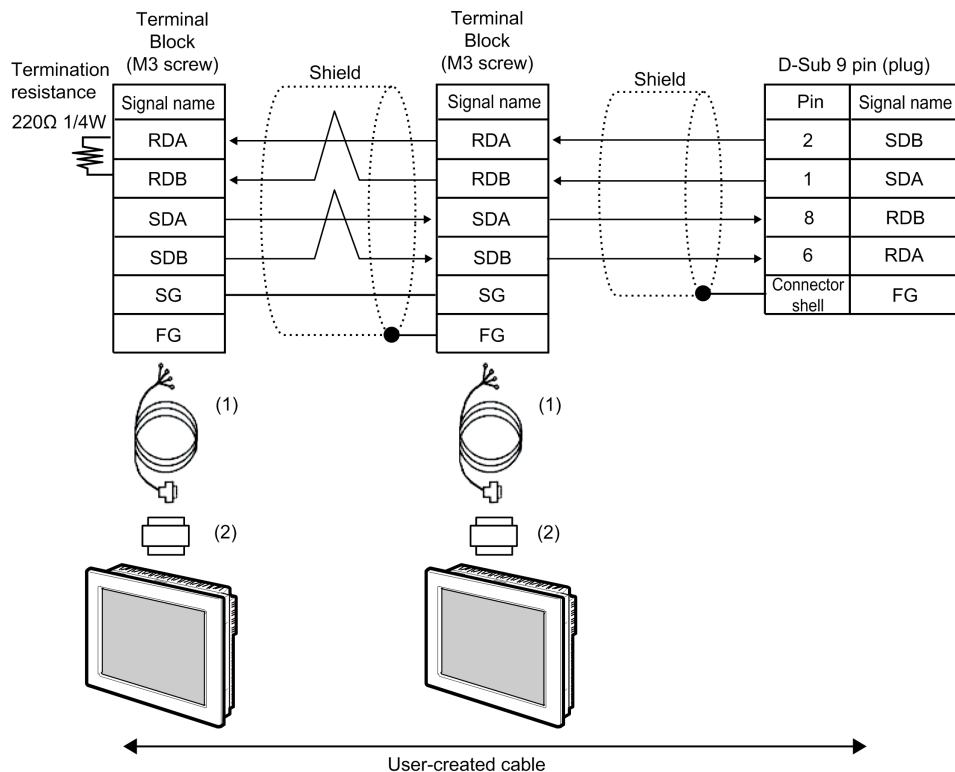 Terminal
Block
(M3 screw)
Terminal
Block
(M3 screw)
Termination
resistance
220Ω 1/4W
Shield
Shield
D-Sub 9 pin (plug)
Signal name
RDA
RDB
SDA
SDB
SG
FG
Signal name
RDA
RDB
SDA
SDB
SG
FG
Pin Signal name
2 SDB
1 SDA
8 RDB
6 RDA
Connector
shell FG
(1)
(1)
(2)
(2)
User-created cable